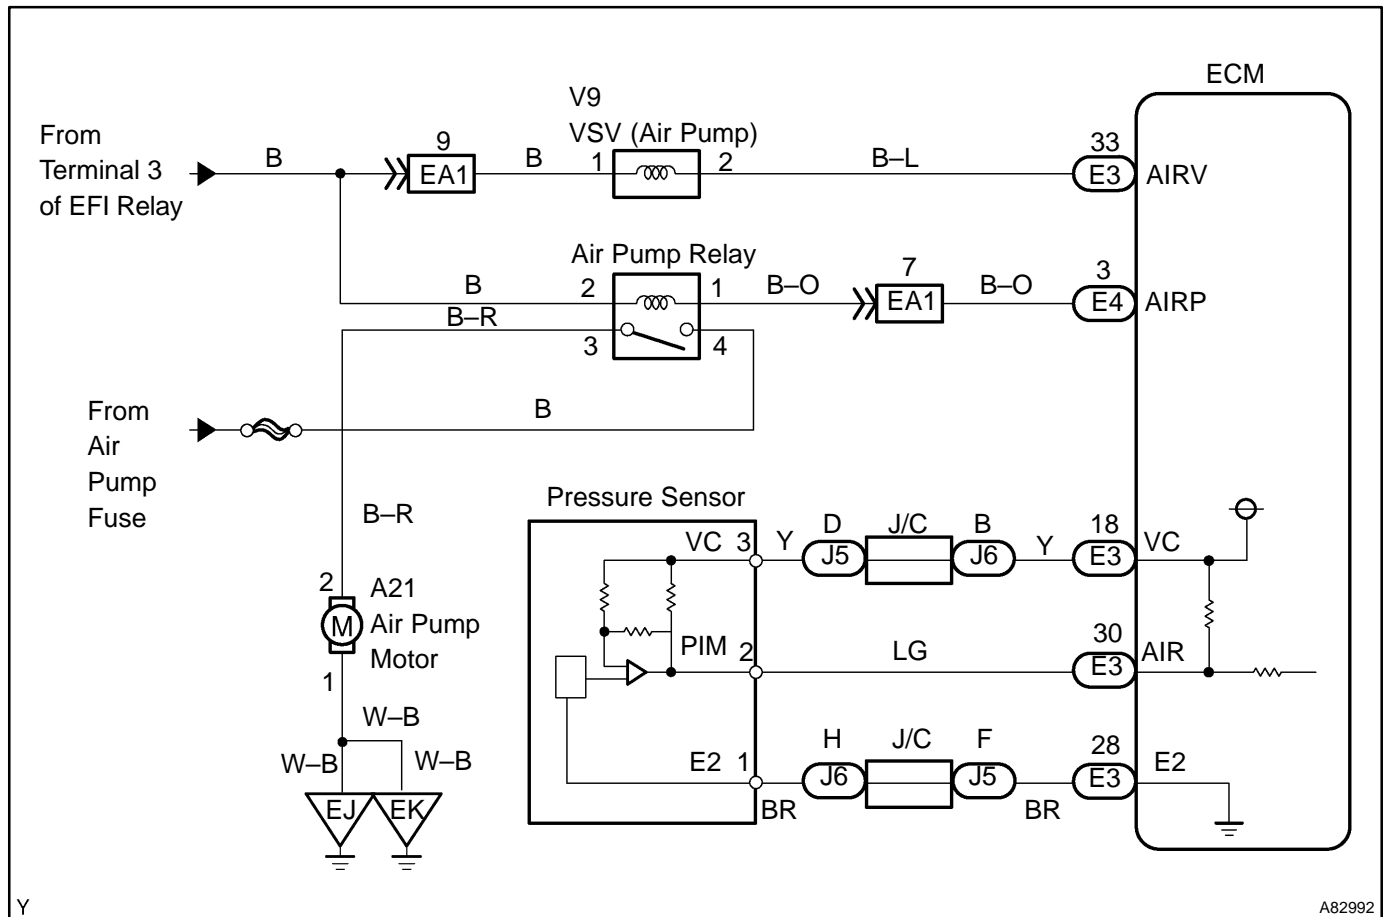 ECM
V9
VSV (Air Pump)
From
Terminal 3
of EFI Relay
B
9
EA1
B
1
2
B–L
33
E3
AIRV
Air Pump Relay
B
2
1
B–O
7
EA1
B–O
3
E4
AIRP
B–R
3
4
From
Air
Pump
Fuse
B
B–R
Pressure Sensor
VC 3
Y
D
J5
J/C
B
J6
Y
18
E3
VC
2
A21
M
Air Pump
Motor
1
PIM
2
LG
30
E3
AIR
W–B
W–B
W–B
EJ
EK
E2 1
BR
H
J6
J/C
F
J5
BR
28
E3
E2
Y
A82992